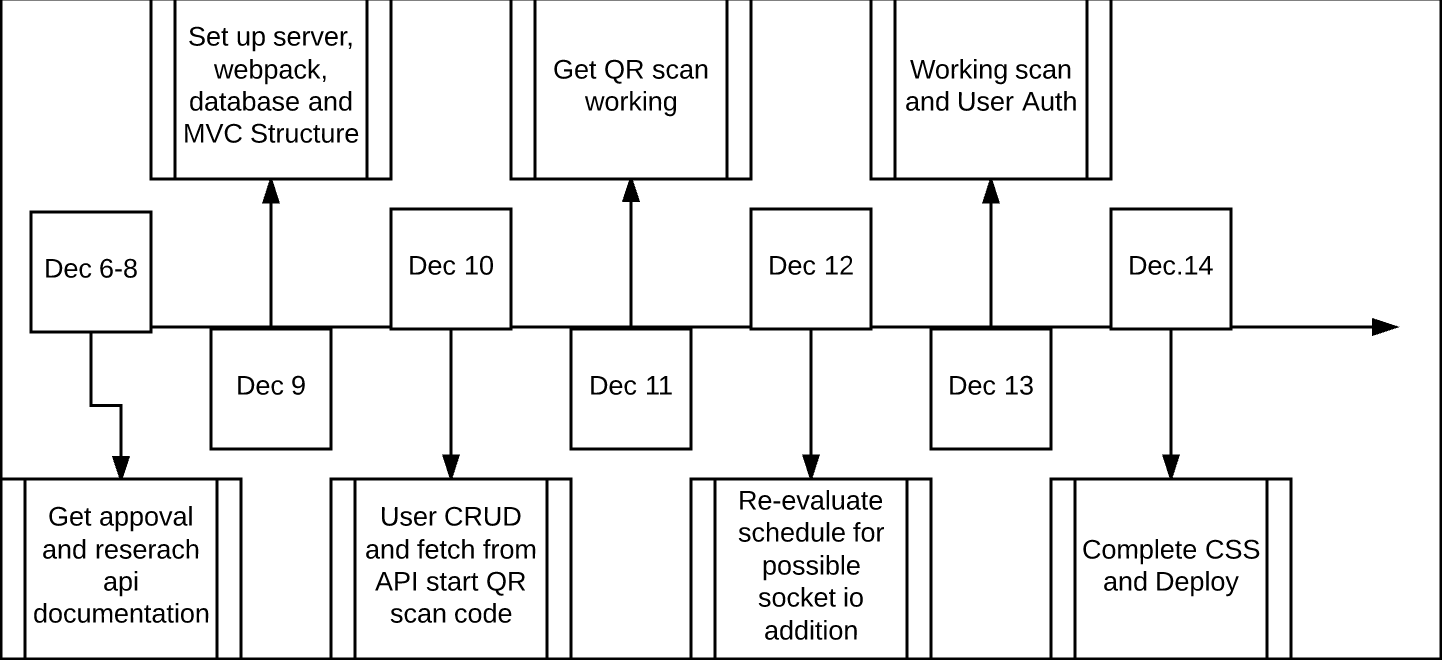 Set up server,
webpack,
database and
MVC Structure
Get QR scan
working
Working scan
and User Auth
Dec 6-8
Dec 10
Dec 12
Dec.14
Dec 9
Dec 11
Dec 13
Get appoval
and reserach
api
documentation
User CRUD
and fetch from
API start QR
scan code
Re-evaluate
schedule for
possible
socket io
addition
Complete CSS
and Deploy